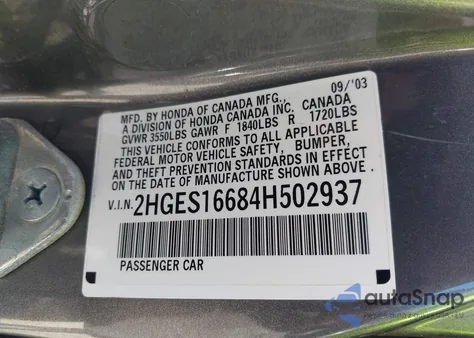 09/'03
MFD. BY HONDA OF CANADA MFG.,
A DIVISION OF HONDA CANADA INC. CANADA
GVWR 3550LBS GAWR F 1840LBS R 1720LBS
THIS VEHICLE CONFORMS TO ALL APPLICABLE
FEDERAL MOTOR VEHICLE SAFETY, BUMPER,
AND THEFT PREVENTION STANDARDS IN EFFECT
ON THE DATE OF MANUFACTURE SHOWN ABOVE.
V.I.N. 2HGES16684H502937
PASSENGER CAR
autoSnap